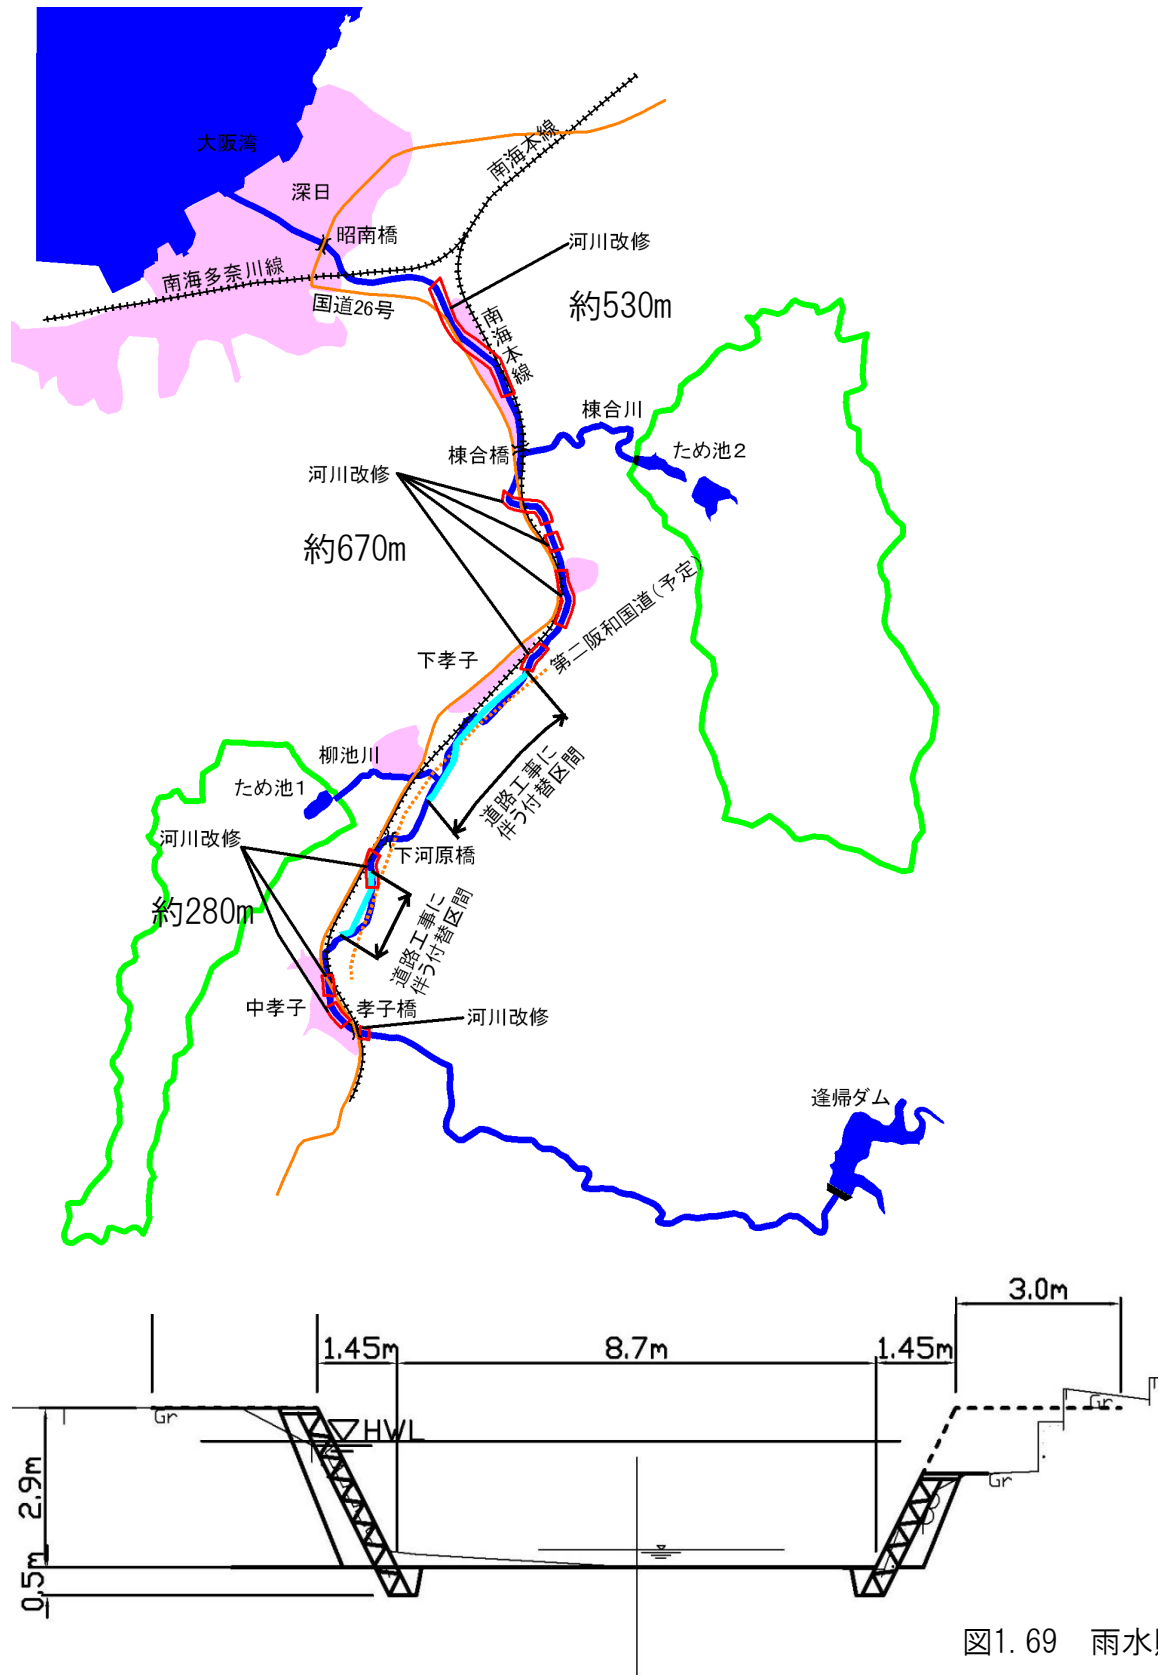 大阪湾
深日
昭南橋
南海本線
河川改修
南海多奈川線
国道26号
約530m
南海本線
棟合川
棟合橋
ため池2
河川改修
約670m
第二阪和国道(予定)
下孝子
柳池川
ため池1
道路工事に
伴う付替区間
河川改修
下河原橋
約280m
道路工事に
伴う付替区間
中孝子
孝子橋
河川改修
逢帰ダム
3.0m
1.45m
8.7m
1.45m
Gr
HWL
Gr
Gr
2.9m
0.5m
図1.69 雨水